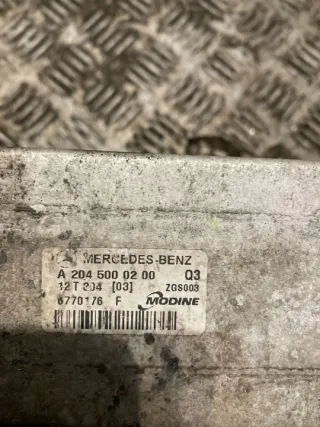 MERCEDES-BENZ
A 204 500 02 00 Q3
12 T 204 [03] ZGS003
6770176 F MODINE